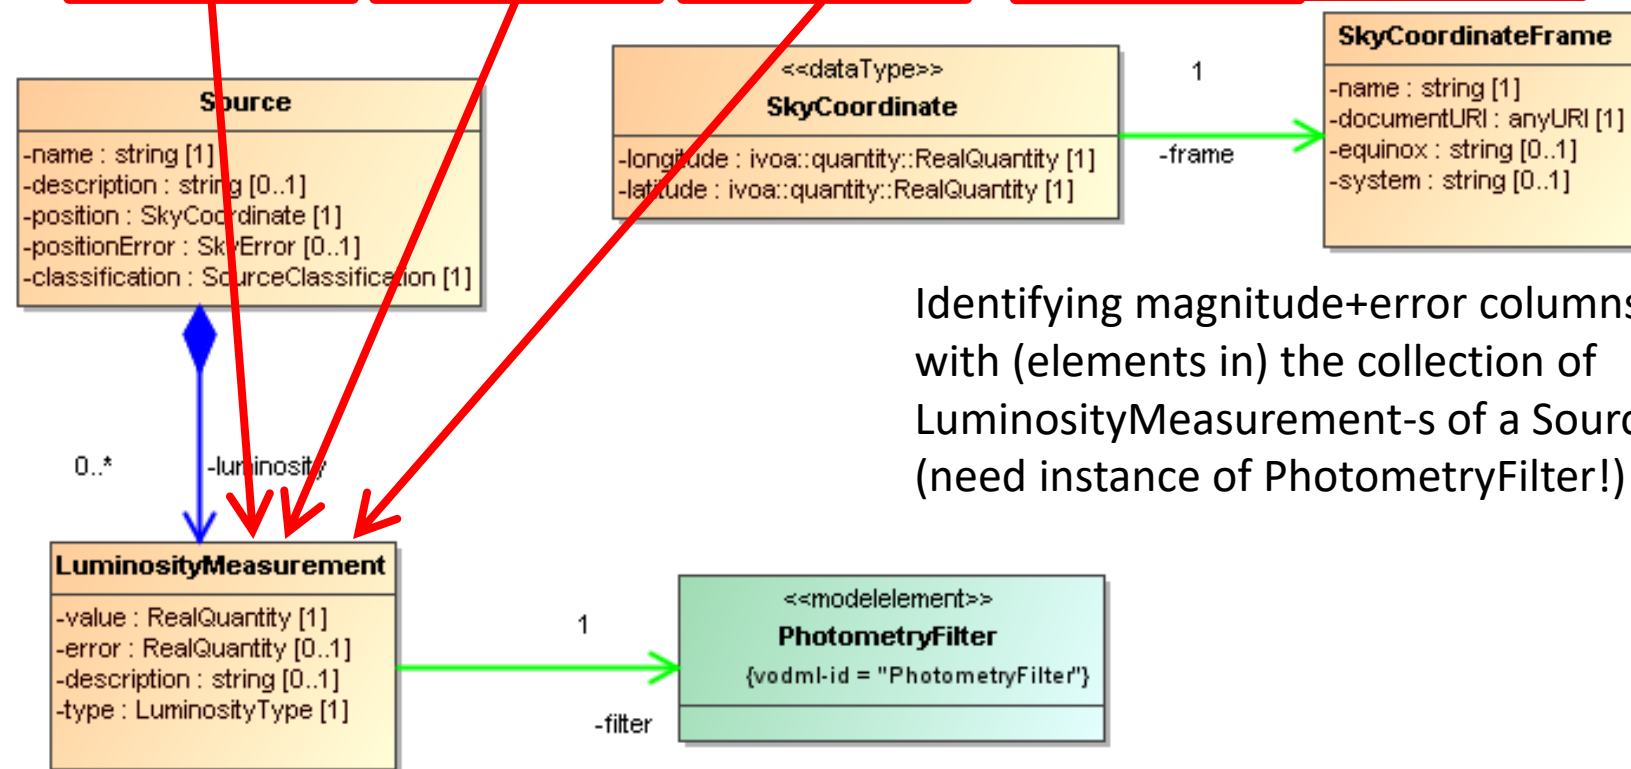 Source
-name : string [1]
-description : string [0..1]
-position : SkyCoordinate [1]
-positionError : SkyError [0..1]
-classification : SourceClassification [1]
<<dataType>>
SkyCoordinate
-longitude : ivoa::quantity::RealQuantity [1]
-latitude : ivoa::quantity::RealQuantity [1]
1
-frame
SkyCoordinateFrame
-name : string [1]
-documentURI : anyURI [1]
-equinox : string [0..1]
-system : string [0..1]
Identifying magnitude+error columns
with (elements in) the collection of
LuminosityMeasurement-s of a
(need instance of PhotometryFilter!)
0..*
-luminosity
LuminosityMeasurement
-value : RealQuantity [1]
-error : RealQuantity [0..1]
-description : string [0..1]
-type : LuminosityType [1]
1
-filter
<<modelelement>>
PhotometryFilter
{vodml-id = "PhotometryFilter"}